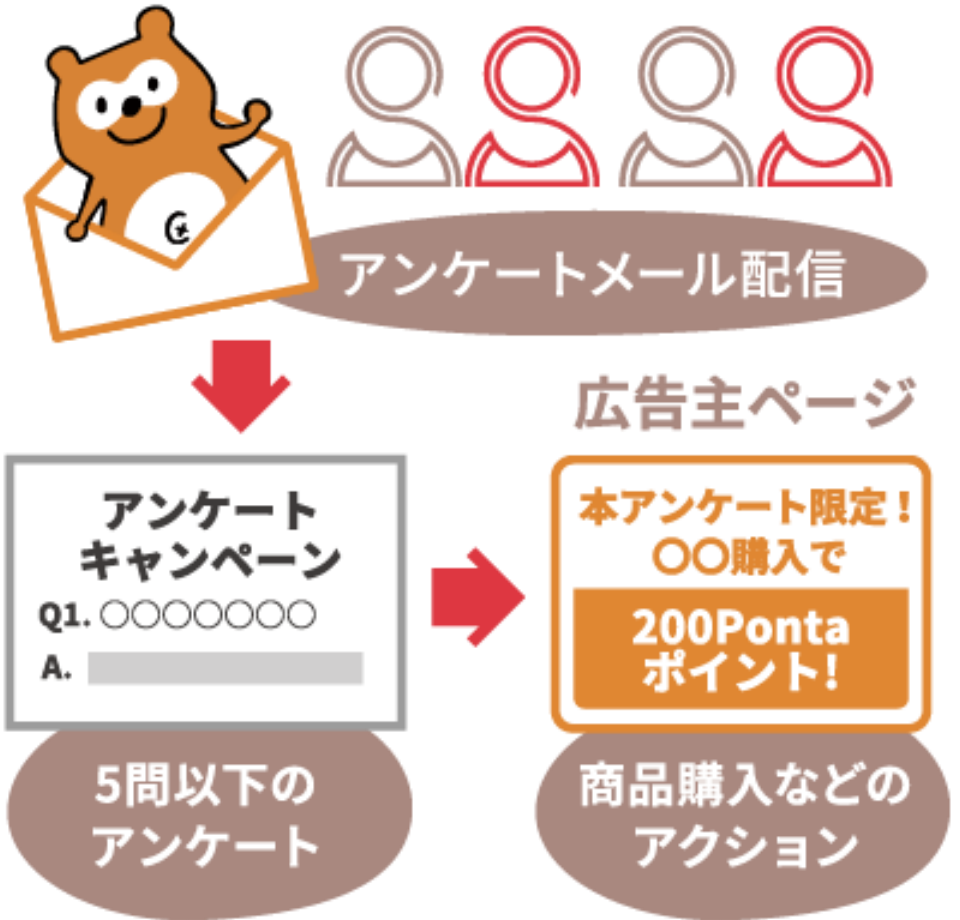 アンケートメール配信
広告主ページ
アンケート
キャンペーン
Q1.〇〇〇〇〇〇〇
A.
5問以下の
アンケート
本アンケート限定!
〇〇購入で
200Ponta
ポイント!
商品購入などの
アクション